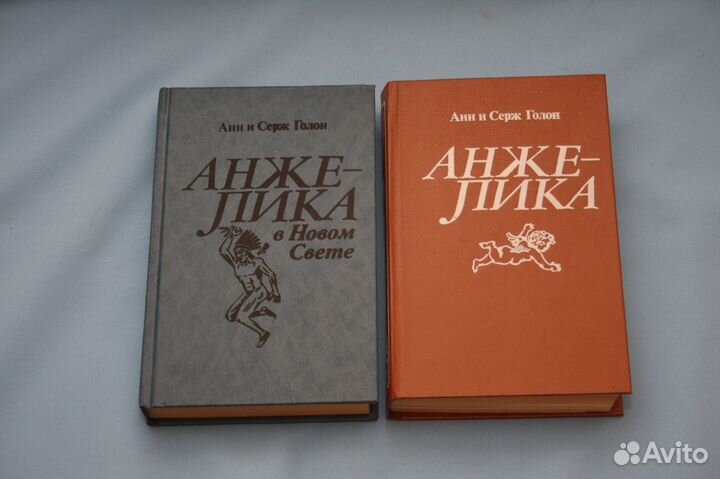 Анн и Серж Голон
АНЖЕ-
ЛИКА
в Новом
Свете
Анн и Серж Голон
АНЖЕ-
ЛИКА
Avito